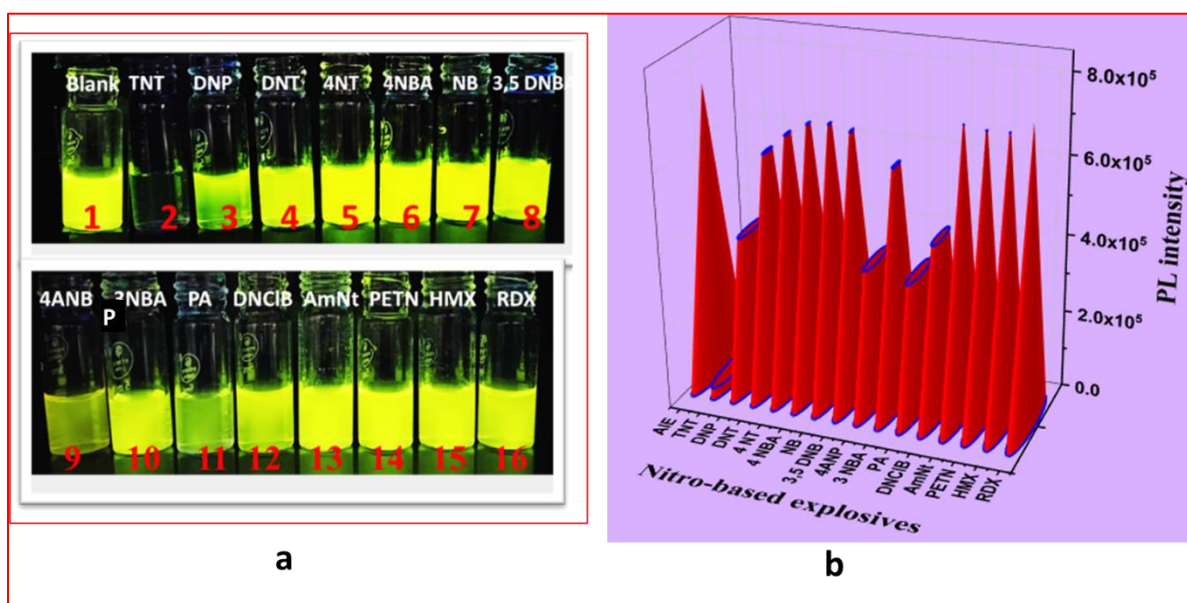 Blank TNT DNP DNT 4NT 4NBA NB 3,5 DNBA
1 2 3 4 5 6 7 8
4ANB 3NBA PA DNClB AmNt PETN HMX RDX
P
9 10 11 12 13 14 15 16
a
8.0x10⁵
6.0x10⁵
4.0x10⁵
2.0x10⁵
0.0
PL intensity
AIE
TNT
DNP
DNT
4 NT
4 NBA
NB
3,5 DNB
4ANP
3 NBA
PA
DNClB
AmNt
PETN
HMX
RDX
Nitro-based explosives
b